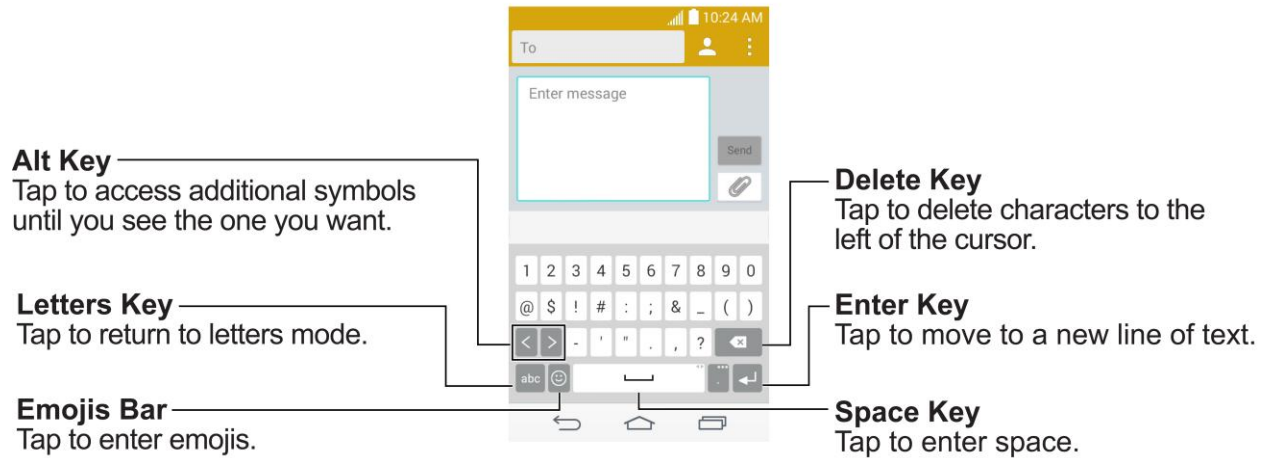 10:24 AM
To
Enter message
Send
Alt Key
Tap to access additional symbols
until you see the one you want.
Delete Key
Tap to delete characters to the
left of the cursor.
1 2 3 4 5 6 7 8 9 0
@ $ ! # : ; & _ ( )
Letters Key
Tap to return to letters mode.
Enter Key
Tap to move to a new line of text.
< > - ' " . , ?
abc .
Emojis Bar
Tap to enter emojis.
Space Key
Tap to enter space.